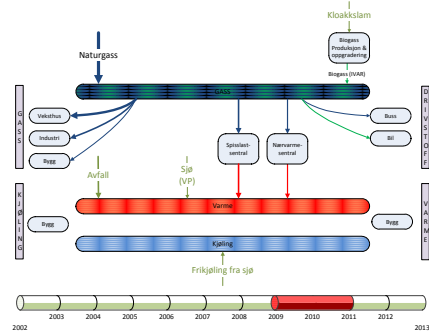 Kloakkslam
Biogass
Produksjon &
oppgradering
Naturgass
Biogass (IVAR)
GASS
GASS
DRIVSTOFF
Veksthus
Buss
Industri
Bil
Bygg
Spisslast-
sentral
Nærvarme-
sentral
Avfall
Sjø
(VP)
KJØLING
VARME
Varme
Bygg
Bygg
Kjøling
Frikjøling fra sjø
2002
2003
2004
2005
2006
2007
2008
2009
2010
2011
2012
2013